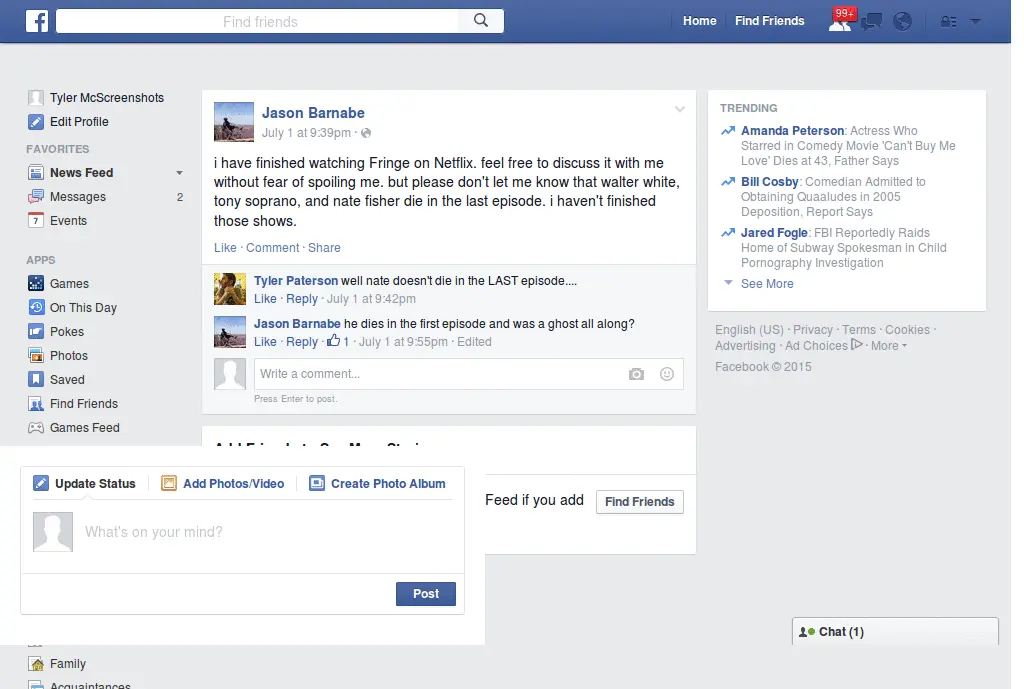 f
Find friends
Home
Find Friends
99+
Tyler McScreenshots
Edit Profile
FAVORITES
News Feed
Messages 2
7 Events
APPS
Games
On This Day
Pokes
Photos
Saved
Find Friends
Games Feed
Family
Acquaintances
Jason Barnabe
July 1 at 9:39pm ·
i have finished watching Fringe on Netflix. feel free to discuss it with me
without fear of spoiling me. but please don't let me know that walter white,
tony soprano, and nate fisher die in the last episode. i haven't finished
those shows.
Like · Comment · Share
Tyler Paterson well nate doesn't die in the LAST episode....
Like · Reply · July 1 at 9:42pm
Jason Barnabe he dies in the first episode and was a ghost all along?
Like · Reply · 1 · July 1 at 9:55pm · Edited
Write a comment...
Press Enter to post.
Add Friends to See More Stories
Feed if you add
Find Friends
Update Status
Add Photos/Video
Create Photo Album
What's on your mind?
Post
TRENDING
Amanda Peterson: Actress Who
Starred in Comedy Movie 'Can't Buy Me
Love' Dies at 43, Father Says
Bill Cosby: Comedian Admitted to
Obtaining Quaaludes in 2005
Deposition, Report Says
Jared Fogle: FBI Reportedly Raids
Home of Subway Spokesman in Child
Pornography Investigation
See More
English (US) · Privacy · Terms · Cookies ·
Advertising · Ad Choices · More
Facebook © 2015
Chat (1)